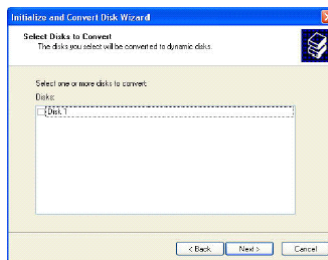 Initialize and Convert Disk Wizard
Select Disks to Convert
The disks you select will be converted to dynamic disks.
Select one or more disks to convert.
Disks:
Disk 1
< Back
Next >
Cancel